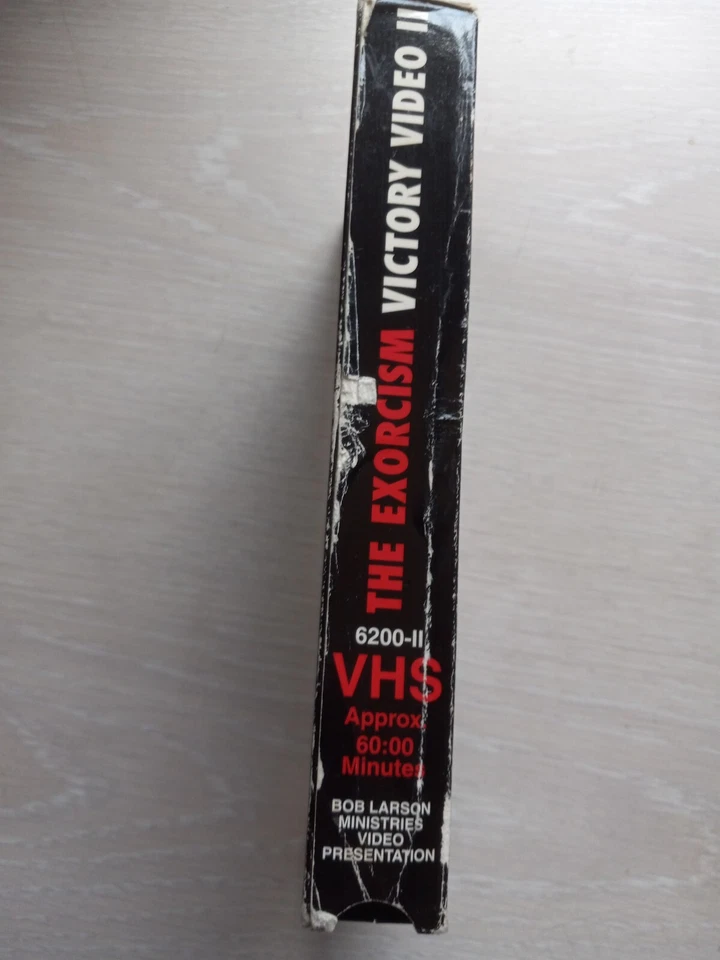 THE EXORCISM VICTORY VIDEO II
6200-II
VHS
Approx.
60:00
Minutes
BOB LARSON
MINISTRIES
VIDEO
PRESENTATION